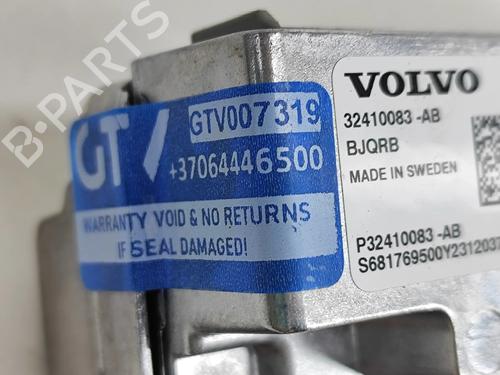 B-PARTS
GT/
GTV007319
+37064446500
WARRANTY VOID & NO RETURNS
IF SEAL DAMAGED!
VOLVO
32410083 -AB
BJQRB
MADE IN SWEDEN
P32410083 -AB